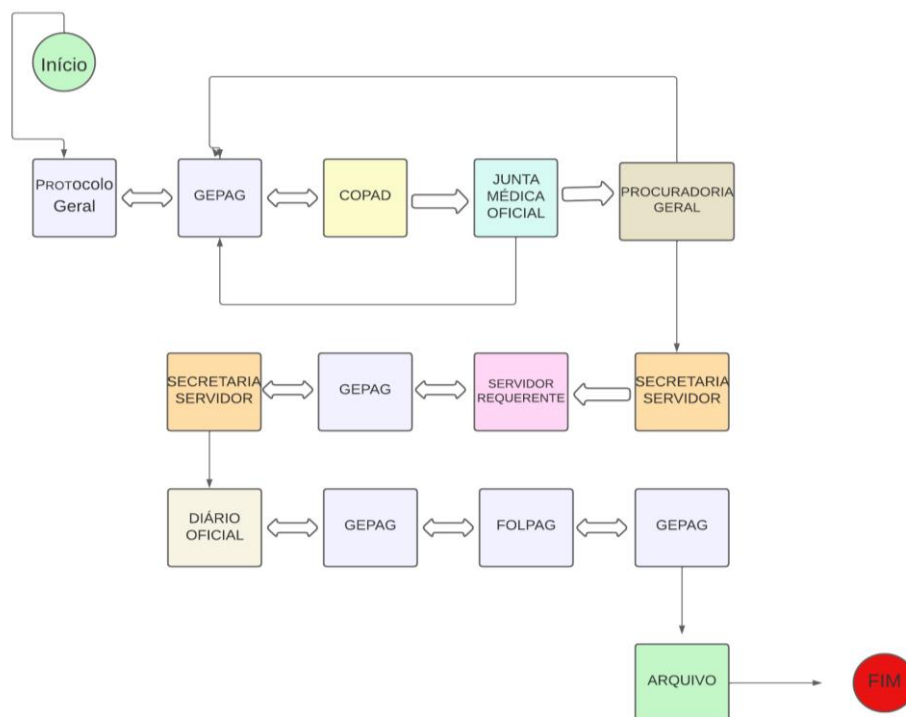 Início
PROTocolo
Geral
GEPAG
COPAD
JUNTA
MÉDICA
OFICIAL
PROCURADORIA
GERAL
SECRETARIA
SERVIDOR
GEPAG
SERVIDOR
REQUERENTE
SECRETARIA
SERVIDOR
DIÁRIO
OFICIAL
GEPAG
FOLPAG
GEPAG
ARQUIVO
FIM